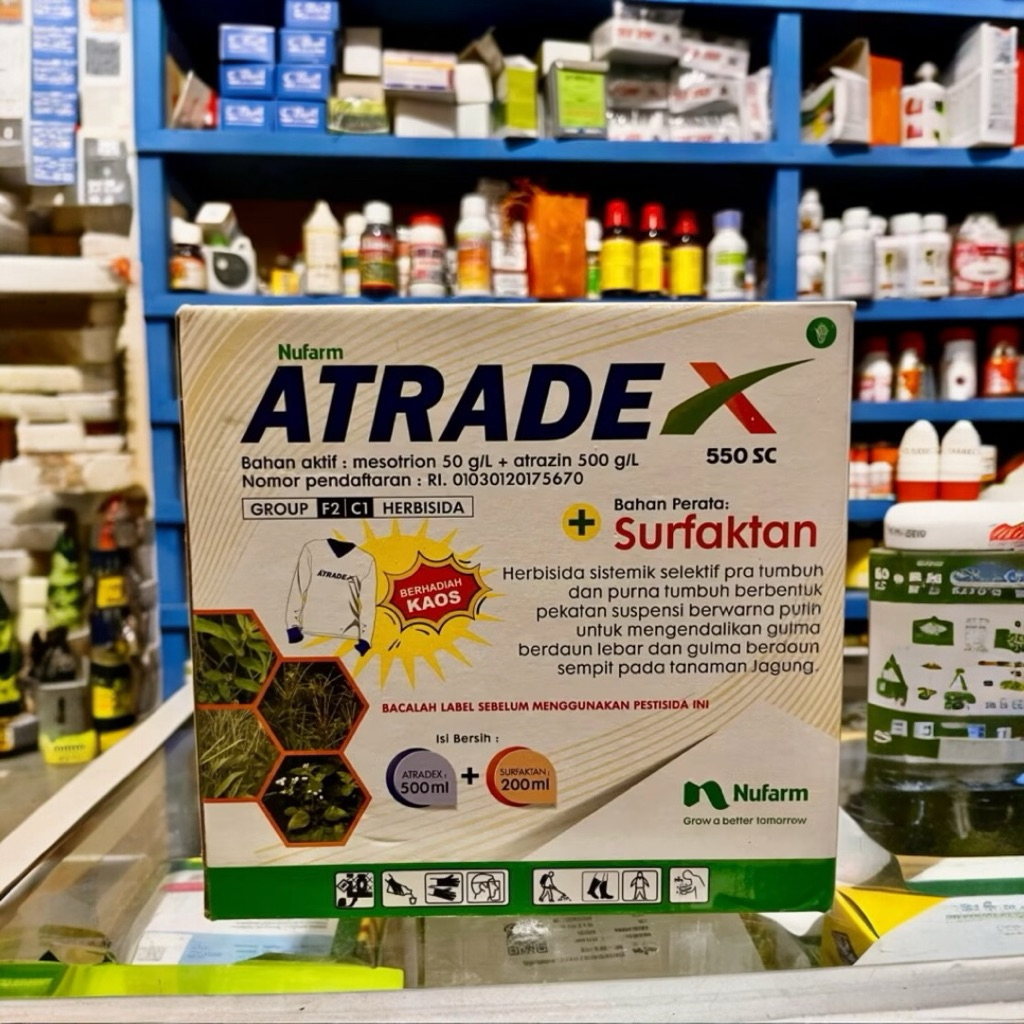 Nufarm
ATRADEX
550 SC
Bahan aktif : mesotrion 50 g/L + atrazin 500 g/L
Nomor pendaftaran : RI. 01030120175670
GROUP F2 C1 HERBISIDA
+
Bahan Perata:
Surfaktan
ATRADEX
BERHADIAH
KAOS
Herbisida sistemik selektif pra tumbuh
dan purna tumbuh berbentuk
pekatan suspensi berwarna putih
untuk mengendalikan gulma
berdaun lebar dan gulma berdaun
sempit pada tanaman Jagung.
BACALAH LABEL SEBELUM MENGGUNAKAN PESTISIDA INI
Isi Bersih :
ATRADEX:
500ml
+
SURFAKTAN:
200ml
Nufarm
Grow a better tomorrow